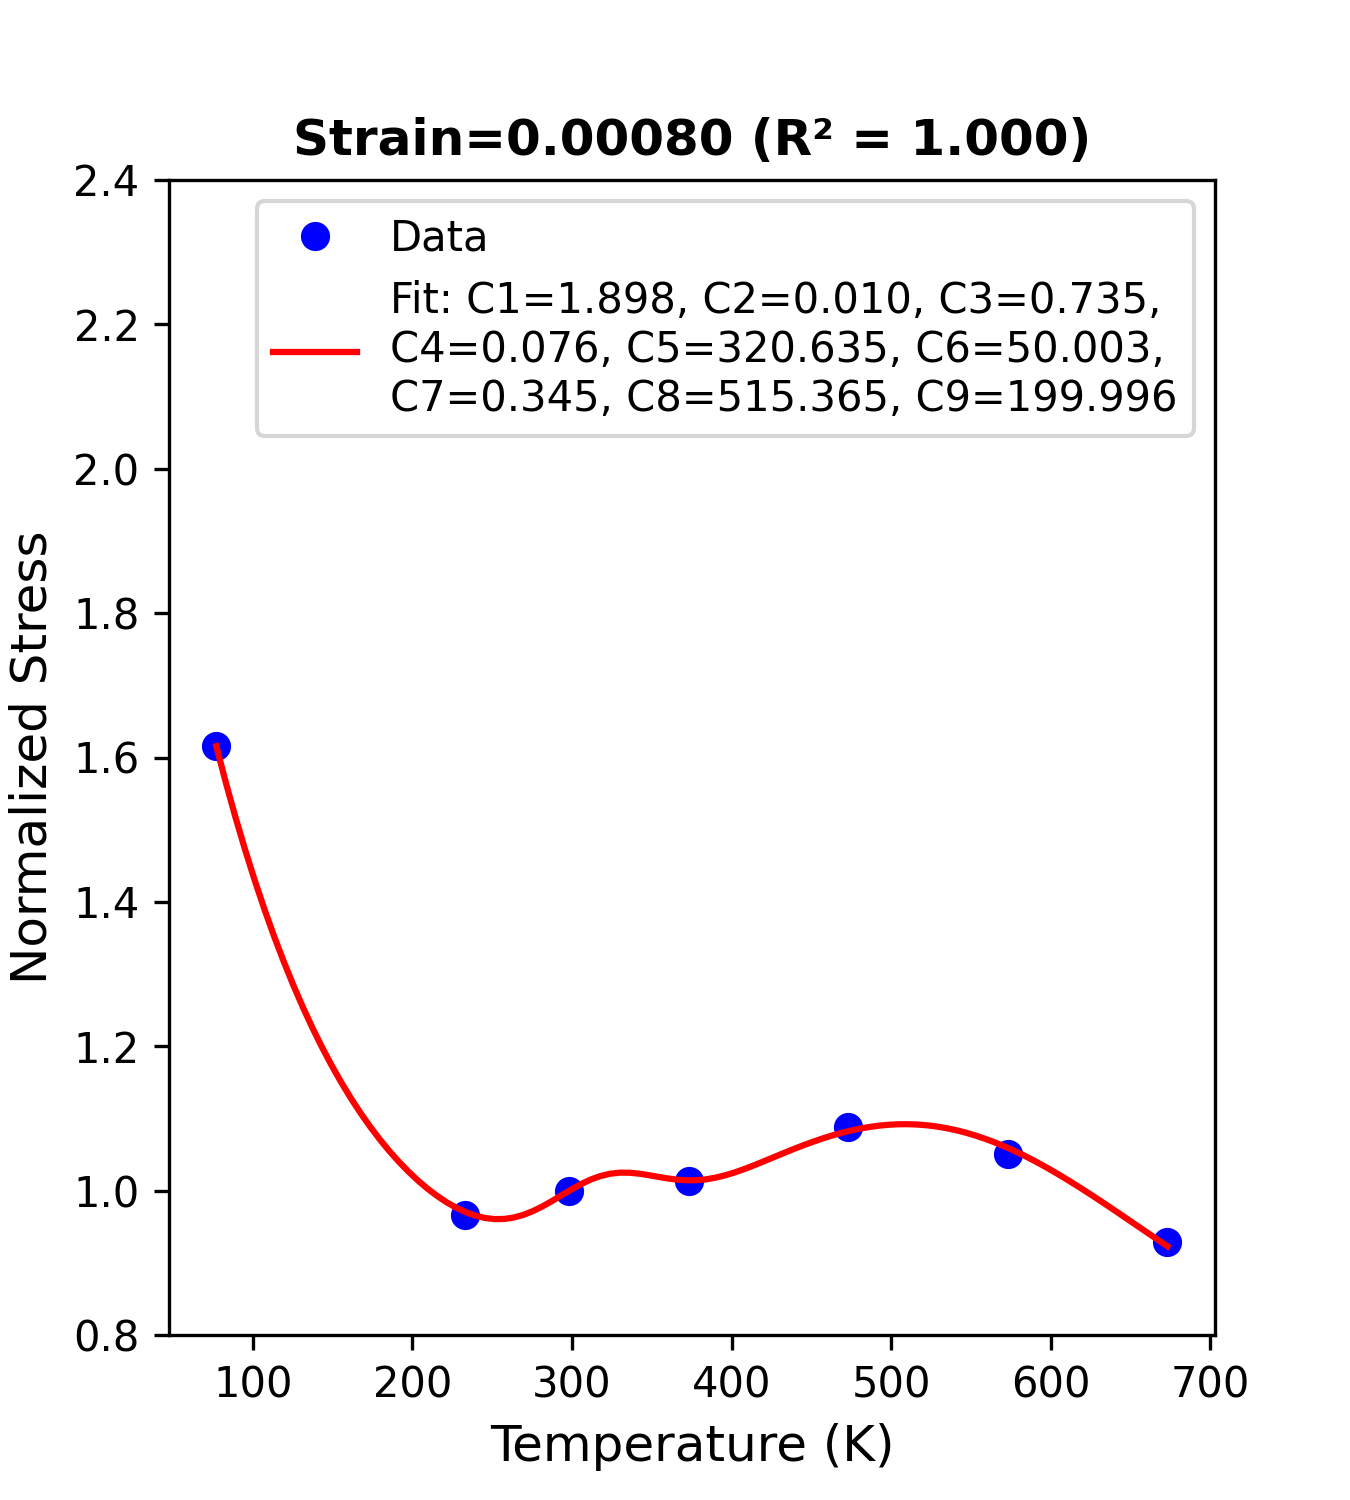 Strain=0.00080 (R² = 1.000)
2.4
2.2
2.0
1.8
1.6
1.4
1.2
1.0
0.8
Normalized Stress
Data
Fit: C1=1.898, C2=0.010, C3=0.735,
C4=0.076, C5=320.635, C6=50.003,
C7=0.345, C8=515.365, C9=199.996
100 200 300 400 500 600 700
Temperature (K)